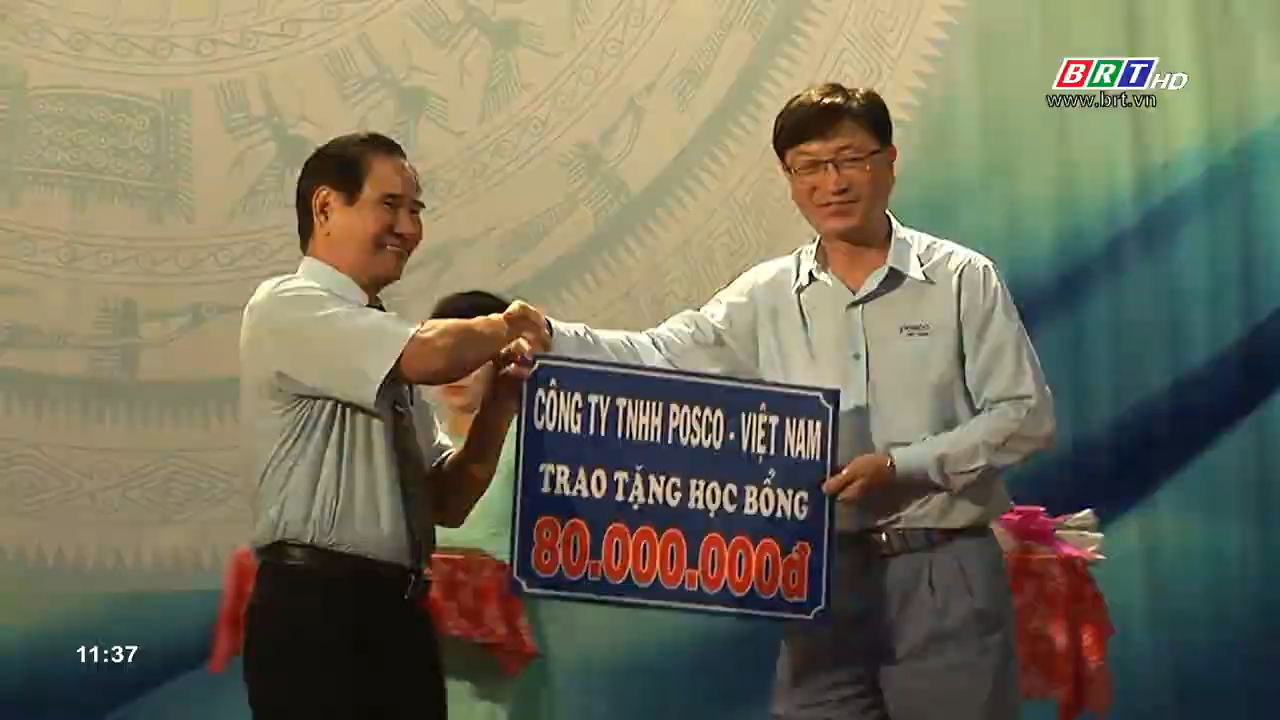 BRT HD
www.brt.vn
posco
CÔNG TY TNHH POSCO - VIỆT NAM
TRAO TẶNG HỌC BỔNG
80.000.000đ
11:37